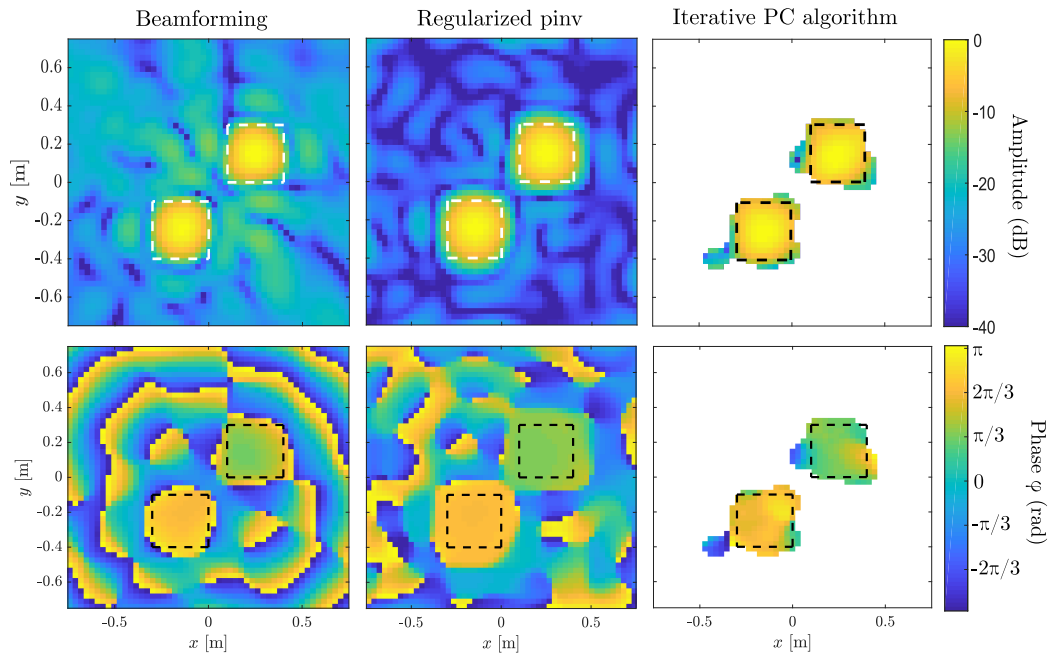 Beamforming Regularized pinv Iterative PC algorithm
0.6
0.4
0.2
0
-0.2
-0.4
-0.6
y [m]
0
-10
-20
-30
-40
Amplitude (dB)
0.6
0.4
0.2
0
-0.2
-0.4
-0.6
y [m]
-0.5 0 0.5
x [m]
-0.5 0 0.5
x [m]
-0.5 0 0.5
x [m]
π
2π/3
π/3
0
-π/3
-2π/3
Phase φ (rad)